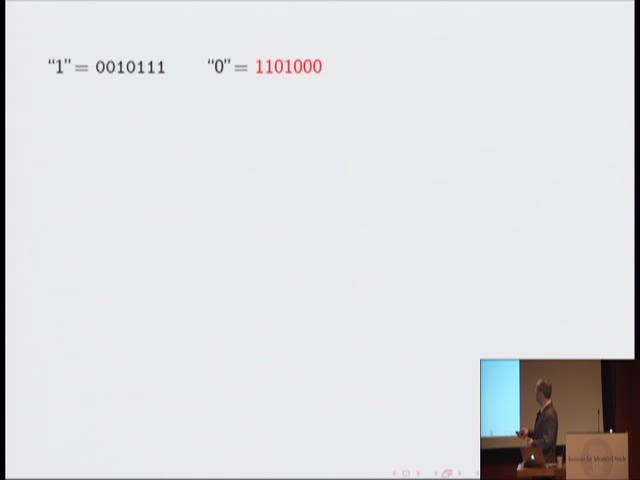 “1” = 0010111 “0” = 1101000